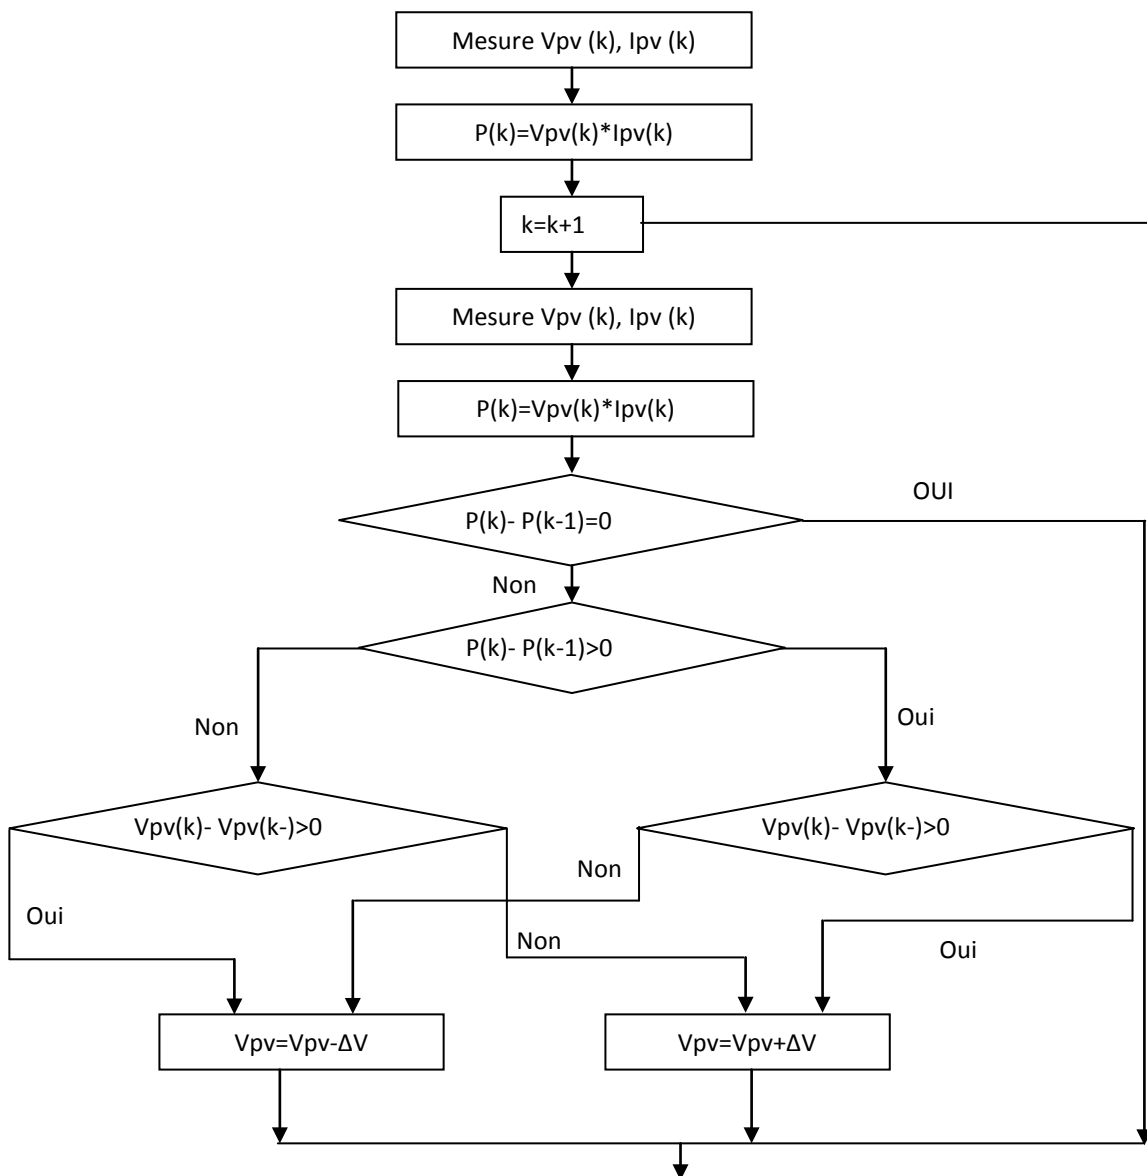 Mesure Vpv (k), Ipv (k)
P(k)=Vpv(k)*Ipv(k)
k=k+1
Mesure Vpv (k), Ipv (k)
P(k)=Vpv(k)*Ipv(k)
OUI
P(k)- P(k-1)=0
Non
P(k)- P(k-1)>0
Non
Oui
Vpv(k)- Vpv(k-)>0
Vpv(k)- Vpv(k-)>0
Non
Oui
Non
Oui
Vpv=Vpv-ΔV
Vpv=Vpv+ΔV